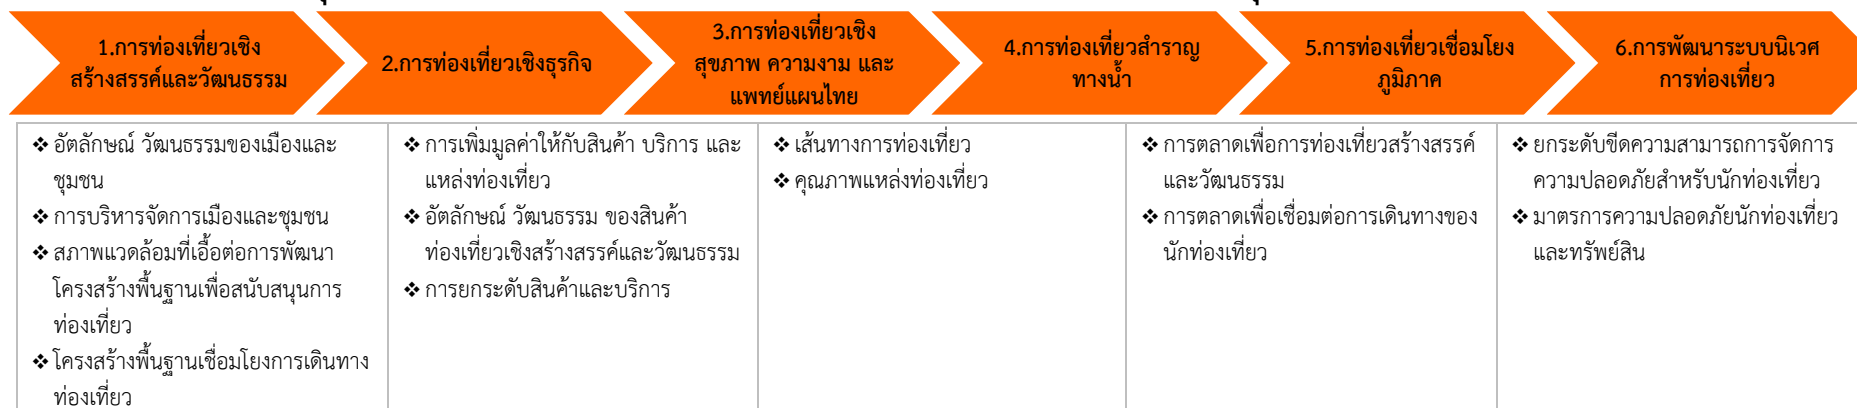 1.การท่องเที่ยวเชิง
สร้างสรรค์และวัฒนธรรม
2.การท่องเที่ยวเชิงธุรกิจ
3.การท่องเที่ยวเชิง
สุขภาพ ความงาม และ
แพทย์แผนไทย
4.การท่องเที่ยวสำราญ
ทางน้ำ
5.การท่องเที่ยวเชื่อมโยง
ภูมิภาค
6.การพัฒนาระบบนิเวศ
การท่องเที่ยว
❖ อัตลักษณ์ วัฒนธรรมของเมืองและ
ชุมชน
❖ การบริหารจัดการเมืองและชุมชน
❖ สภาพแวดล้อมที่เอื้อต่อการพัฒนา
โครงสร้างพื้นฐานเพื่อสนับสนุนการ
ท่องเที่ยว
❖ โครงสร้างพื้นฐานเชื่อมโยงการเดินทาง
ท่องเที่ยว
❖ การเพิ่มมูลค่าให้กับสินค้า บริการ และ
แหล่งท่องเที่ยว
❖ อัตลักษณ์ วัฒนธรรม ของสินค้า
ท่องเที่ยวเชิงสร้างสรรค์และวัฒนธรรม
❖ การยกระดับสินค้าและบริการ
❖ เส้นทางการท่องเที่ยว
❖ คุณภาพแหล่งท่องเที่ยว
❖ การตลาดเพื่อการท่องเที่ยวสร้างสรรค์
และวัฒนธรรม
❖ การตลาดเพื่อเชื่อมต่อการเดินทางของ
นักท่องเที่ยว
❖ ยกระดับขีดความสามารถการจัดการ
ความปลอดภัยสำหรับนักท่องเที่ยว
❖ มาตรการความปลอดภัยนักท่องเที่ยว
และทรัพย์สิน